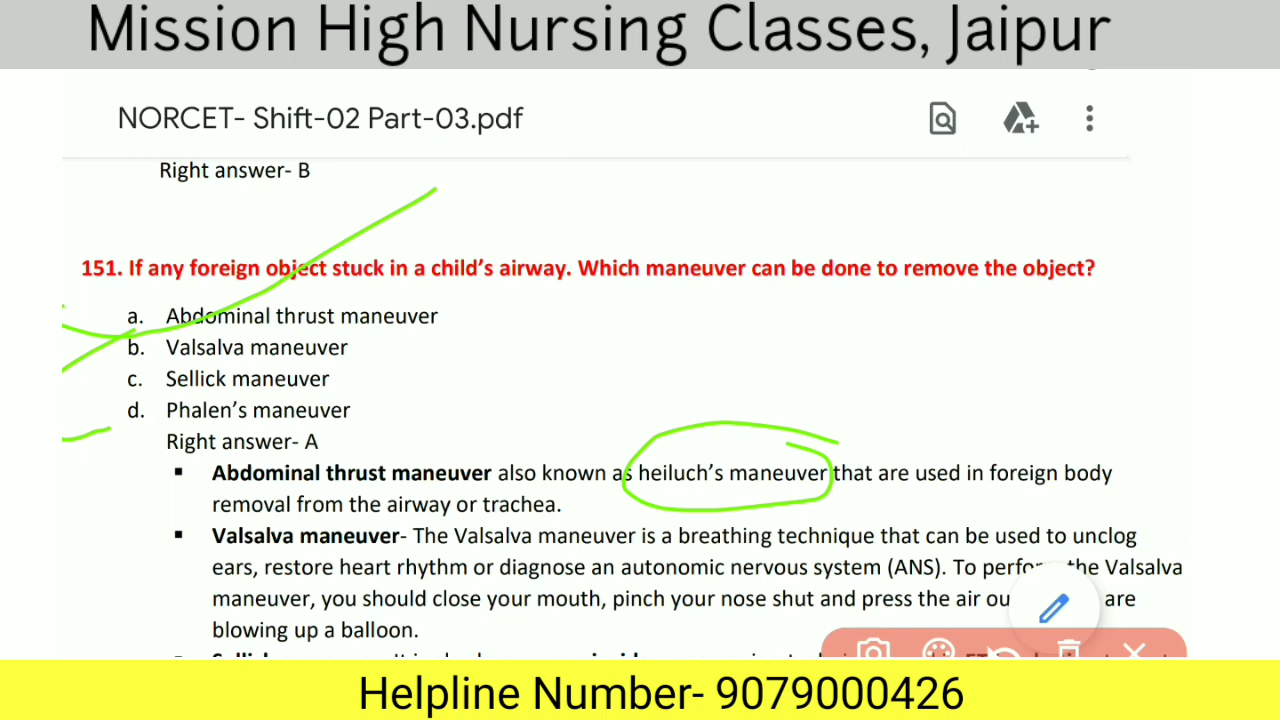 Mission High Nursing Classes, Jaipur
NORCET- Shift-02 Part-03.pdf
Right answer- B
151. If any foreign object stuck in a child's airway. Which maneuver can be done to remove the object?
a. Abdominal thrust maneuver
b. Valsalva maneuver
c. Sellick maneuver
d. Phalen's maneuver
Right answer- A
▪ Abdominal thrust maneuver also known as heiluch's maneuver that are used in foreign body
removal from the airway or trachea.
▪ Valsalva maneuver- The Valsalva maneuver is a breathing technique that can be used to unclog
ears, restore heart rhythm or diagnose an autonomic nervous system (ANS). To perform the Valsalva
maneuver, you should close your mouth, pinch your nose shut and press the air are
blowing up a balloon.
Helpline Number- 9079000426